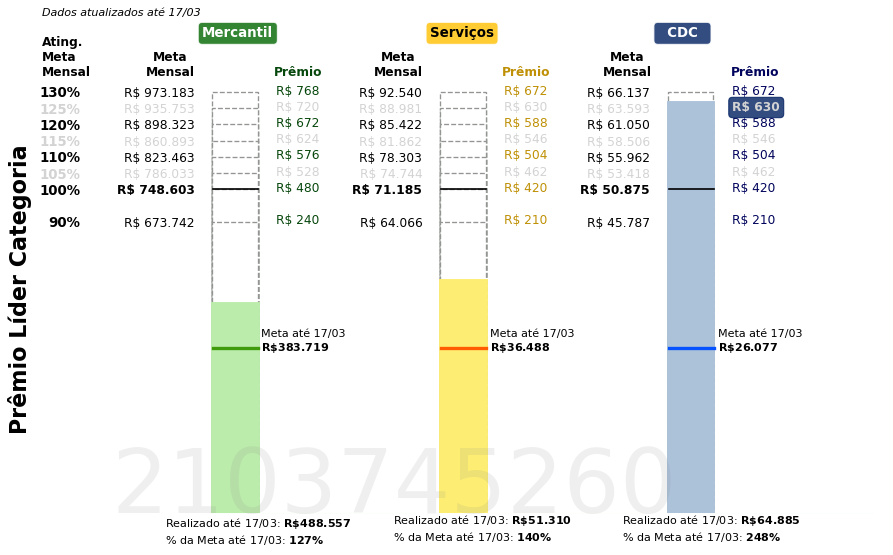 Dados atualizados até 17/03
Mercantil Serviços CDC
Ating. Meta Mensal
Meta Mensal Prêmio Meta Mensal Prêmio Meta Mensal Prêmio
130% R$ 973.183 R$ 768 R$ 92.540 R$ 672 R$ 66.137 R$ 672
125% R$ 935.753 R$ 720 R$ 88.981 R$ 630 R$ 63.593 R$ 630
120% R$ 898.323 R$ 672 R$ 85.422 R$ 588 R$ 61.050 R$ 588
115% R$ 860.893 R$ 624 R$ 81.862 R$ 546 R$ 58.506 R$ 546
110% R$ 823.463 R$ 576 R$ 78.303 R$ 504 R$ 55.962 R$ 504
105% R$ 786.033 R$ 528 R$ 74.744 R$ 462 R$ 53.418 R$ 462
100% R$ 748.603 R$ 480 R$ 71.185 R$ 420 R$ 50.875 R$ 420
90% R$ 673.742 R$ 240 R$ 64.066 R$ 210 R$ 45.787 R$ 210
Prêmio Líder Categoria
Meta até 17/03 Meta até 17/03 Meta até 17/03
R$383.719 R$36.488 R$26.077
2103745260
Realizado até 17/03: R$488.557 Realizado até 17/03: R$51.310 Realizado até 17/03: R$64.885
% da Meta até 17/03: 127% % da Meta até 17/03: 140% % da Meta até 17/03: 248%